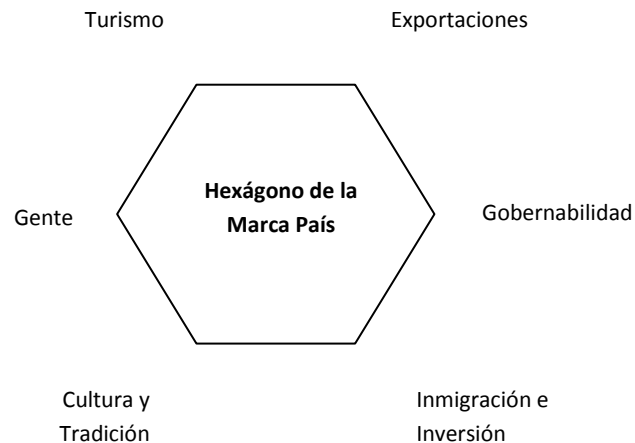 Turismo
Exportaciones
Hexágono de la
Marca País
Gente
Gobernabilidad
Cultura y
Tradición
Inmigración e
Inversión